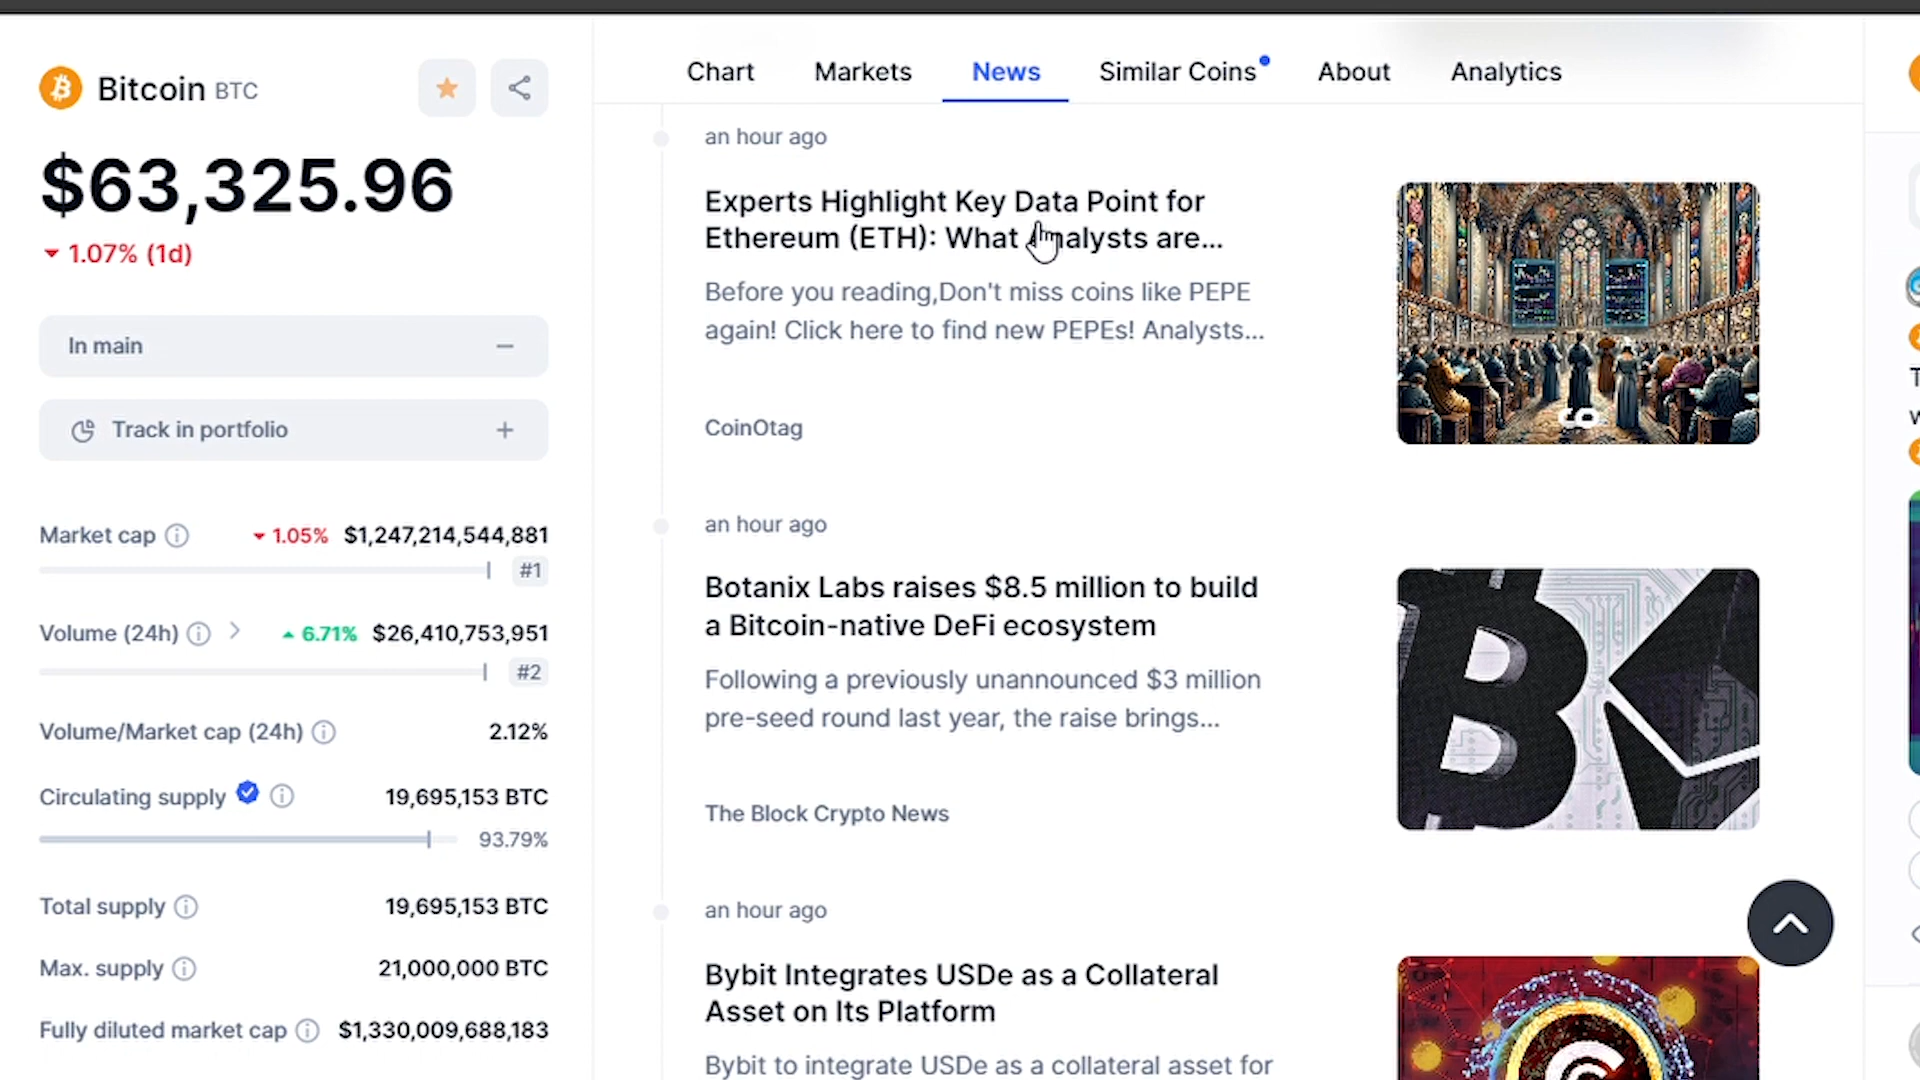 Bitcoin BTC
$63,325.96
1.07% (1d)
In main
Track in portfolio
Market cap 1.05% $1,247,214,544,881
#1
Volume (24h) 6.71% $26,410,753,951
#2
Volume/Market cap (24h) 2.12%
Circulating supply 19,695,153 BTC
93.79%
Total supply 19,695,153 BTC
Max. supply 21,000,000 BTC
Fully diluted market cap $1,330,009,688,183
Chart Markets News Similar Coins About Analytics
an hour ago
Experts Highlight Key Data Point for
Ethereum (ETH): What Analysts are...
Before you reading,Don't miss coins like PEPE
again! Click here to find new PEPEs! Analysts...
CoinOtag
an hour ago
Botanix Labs raises $8.5 million to build
a Bitcoin-native DeFi ecosystem
Following a previously unannounced $3 million
pre-seed round last year, the raise brings...
The Block Crypto News
an hour ago
Bybit Integrates USDe as a Collateral
Asset on Its Platform
Bybit to integrate USDe as a collateral asset for